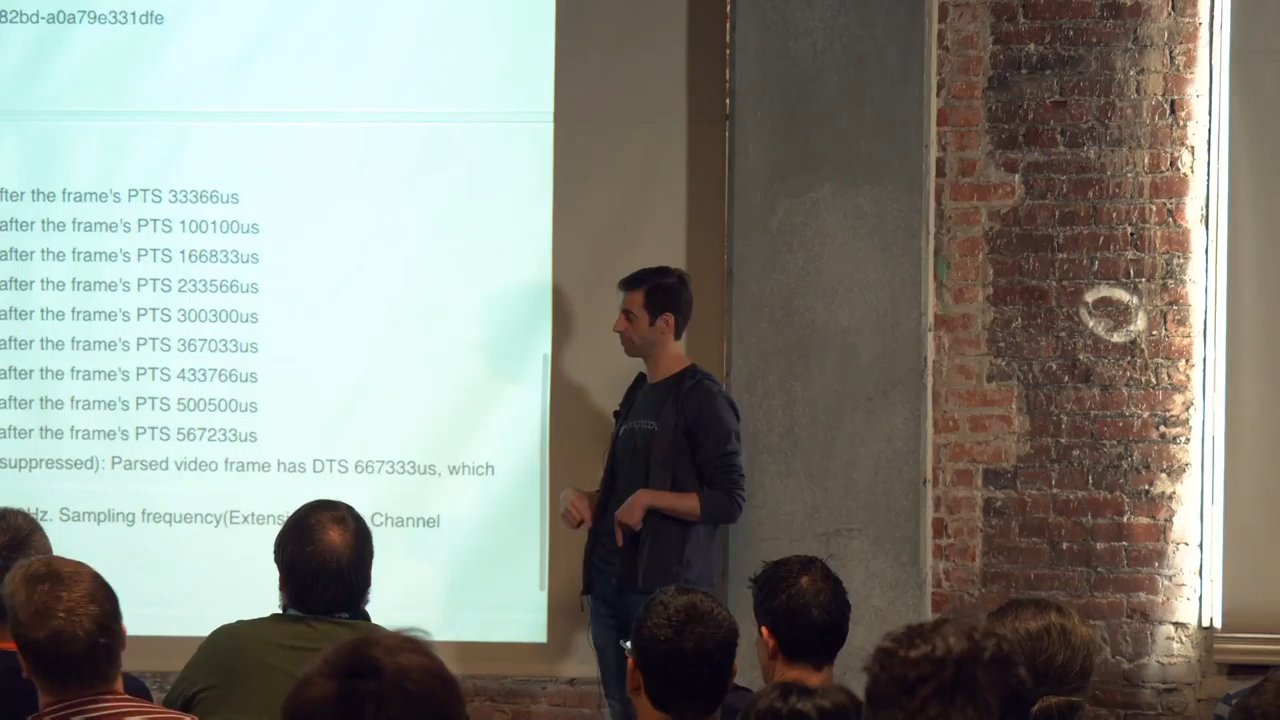 82bd-a0a79e331dfe
fter the frame's PTS 33366us
after the frame's PTS 100100us
after the frame's PTS 166833us
after the frame's PTS 233566us
after the frame's PTS 300300us
after the frame's PTS 367033us
after the frame's PTS 433766us
after the frame's PTS 500500us
after the frame's PTS 567233us
suppressed): Parsed video frame has DTS 667333us, which
Hz. Sampling frequency(Extensi Channel